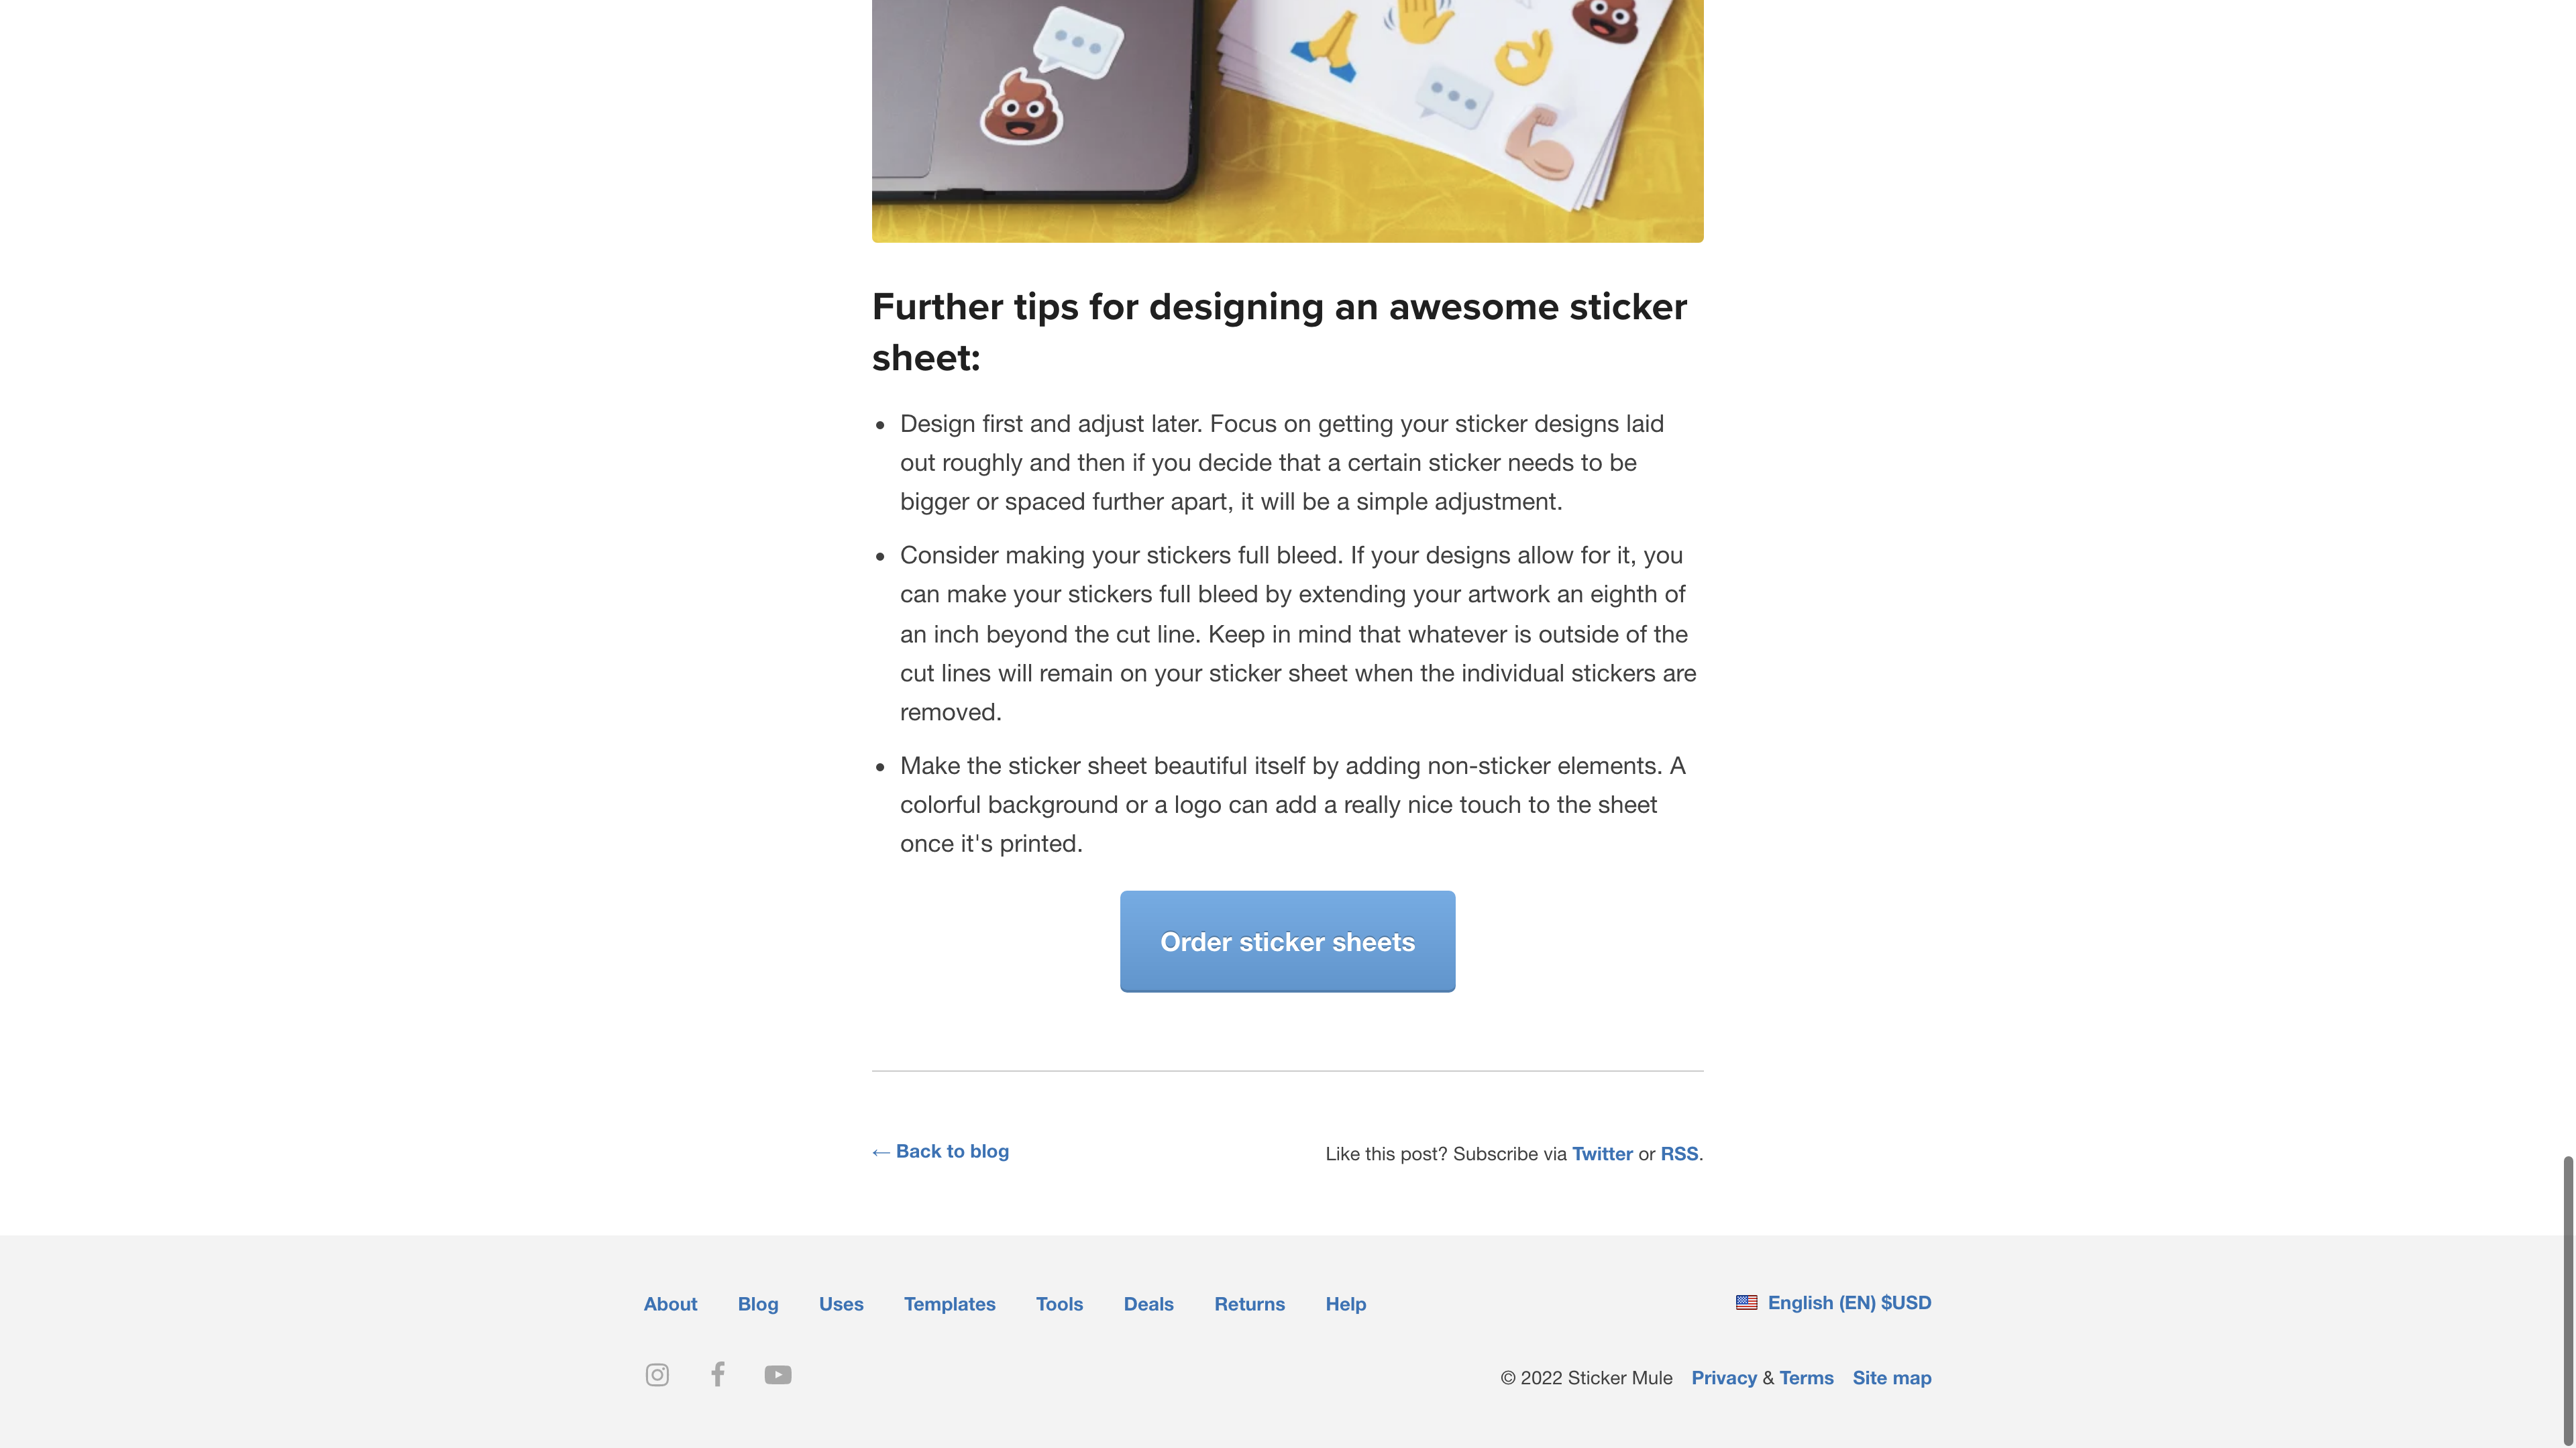 Further tips for designing an awesome sticker
sheet:
Design first and adjust later. Focus on getting your sticker designs laid
out roughly and then if you decide that a certain sticker needs to be
bigger or spaced further apart, it will be a simple adjustment.
Consider making your stickers full bleed. If your designs allow for it, you
can make your stickers full bleed by extending your artwork an eighth of
an inch beyond the cut line. Keep in mind that whatever is outside of the
cut lines will remain on your sticker sheet when the individual stickers are
removed.
Make the sticker sheet beautiful itself by adding non-sticker elements. A
colorful background or a logo can add a really nice touch to the sheet
once it's printed.
Order sticker sheets
← Back to blog
Like this post? Subscribe via Twitter or RSS.
About Blog Uses Templates Tools Deals Returns Help
English (EN) $USD
© 2022 Sticker Mule Privacy & Terms Site map